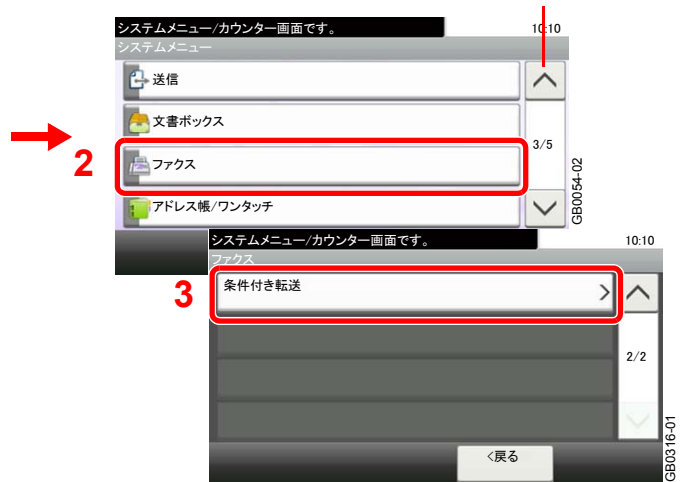 システムメニュー/カウンター画面です。
10:10
システムメニュー
送信
文書ボックス
3/5
2
ファクス
アドレス帳/ワンタッチ
GB0054-02
システムメニュー/カウンター画面です。
10:10
ファクス
3
条件付き転送
2/2
<戻る
GB0316-01